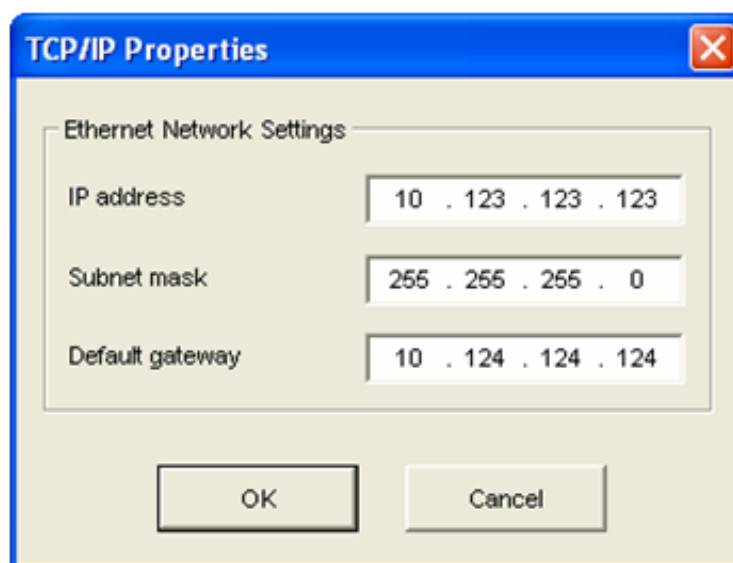 TCP/IP Properties
Ethernet Network Settings
IP address 10 . 123 . 123 . 123
Subnet mask 255 . 255 . 255 . 0
Default gateway 10 . 124 . 124 . 124
OK Cancel